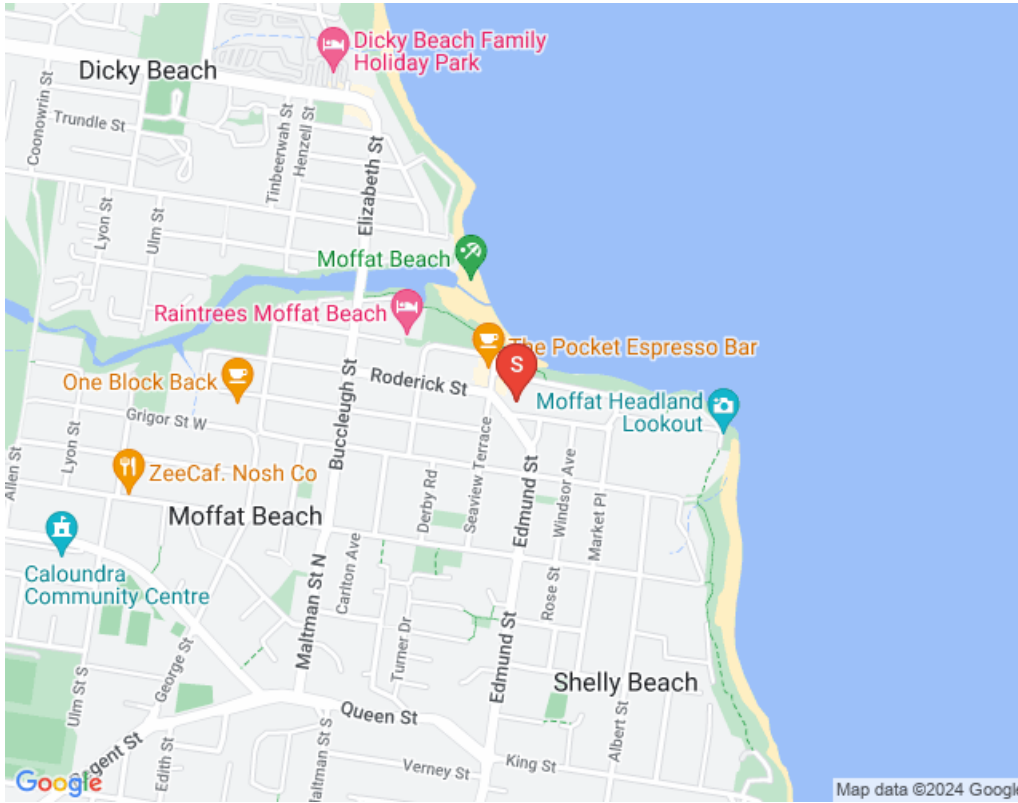 Dicky Beach Family
Holiday Park
Dicky Beach
Coonowrin St
Trundle St
Tinbeerwah St
Henzell St
Elizabeth St
Lyon St
Ulm St
Moffat Beach
Raintrees Moffat Beach
The Pocket Espresso Bar
S
One Block Back
Roderick St
Moffat Headland
Lookout
Grigor St W
Buccleugh St
Allen St
Lyon St
ZeeCaf. Nosh Co
Seaview Terrace
Derby Rd
Edmund St
Windsor Ave
Market Pl
Moffat Beach
Caloundra
Community Centre
Carlton Ave
Maltman St N
Rose St
Turner Dr
Edmund St
George St
Shelly Beach
Ulm St S
Queen St
Albert St
Edith St
Maltman St S
King St
Verney St
Google
Map data ©2024 Google